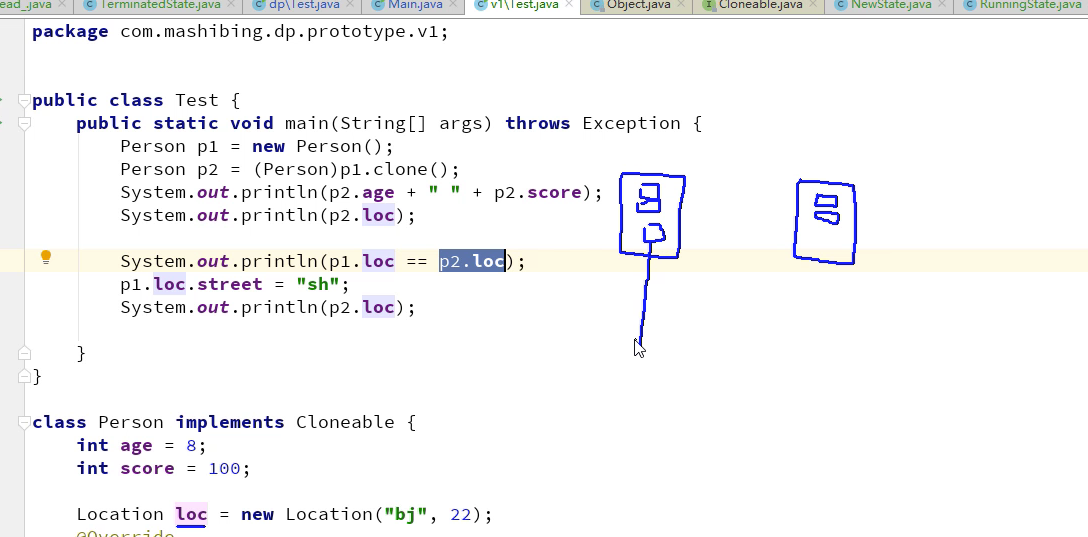 ead_.java TerminatedState.java dp\Test.java Main.java v1\Test.java Object.java Cloneable.java NewState.java RunningState.java
package com.mashibing.dp.prototype.v1;
public class Test {
public static void main(String[] args) throws Exception {
Person p1 = new Person();
Person p2 = (Person)p1.clone();
System.out.println(p2.age + " " + p2.score);
System.out.println(p2.loc);
System.out.println(p1.loc == p2.loc);
p1.loc.street = "sh";
System.out.println(p2.loc);
}
}
class Person implements Cloneable {
int age = 8;
int score = 100;
Location loc = new Location("bj", 22);
@Override